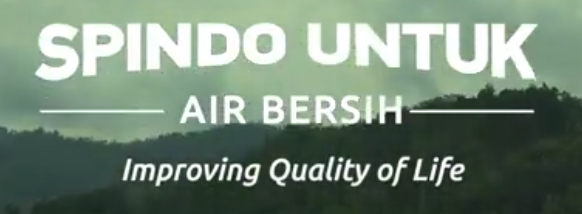 SPINDO UNTUK
AIR BERSIH
Improving Quality of Life